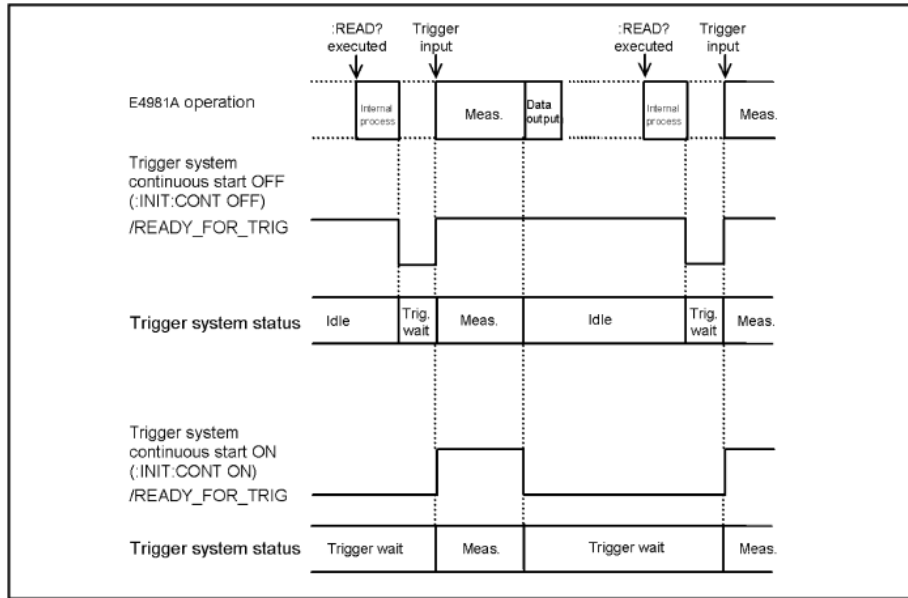 :READ?
executed
Trigger
input
:READ?
executed
Trigger
input
E4981A operation
Internal
process
Meas.
Data
output
Internal
process
Meas.
Trigger system
continuous start OFF
(:INIT:CONT OFF)
/READY_FOR_TRIG
Trigger system status
Idle
Trig.
wait
Meas.
Idle
Trig.
wait
Meas.
Trigger system
continuous start ON
(:INIT:CONT ON)
/READY_FOR_TRIG
Trigger system status
Trigger wait
Meas.
Trigger wait
Meas.